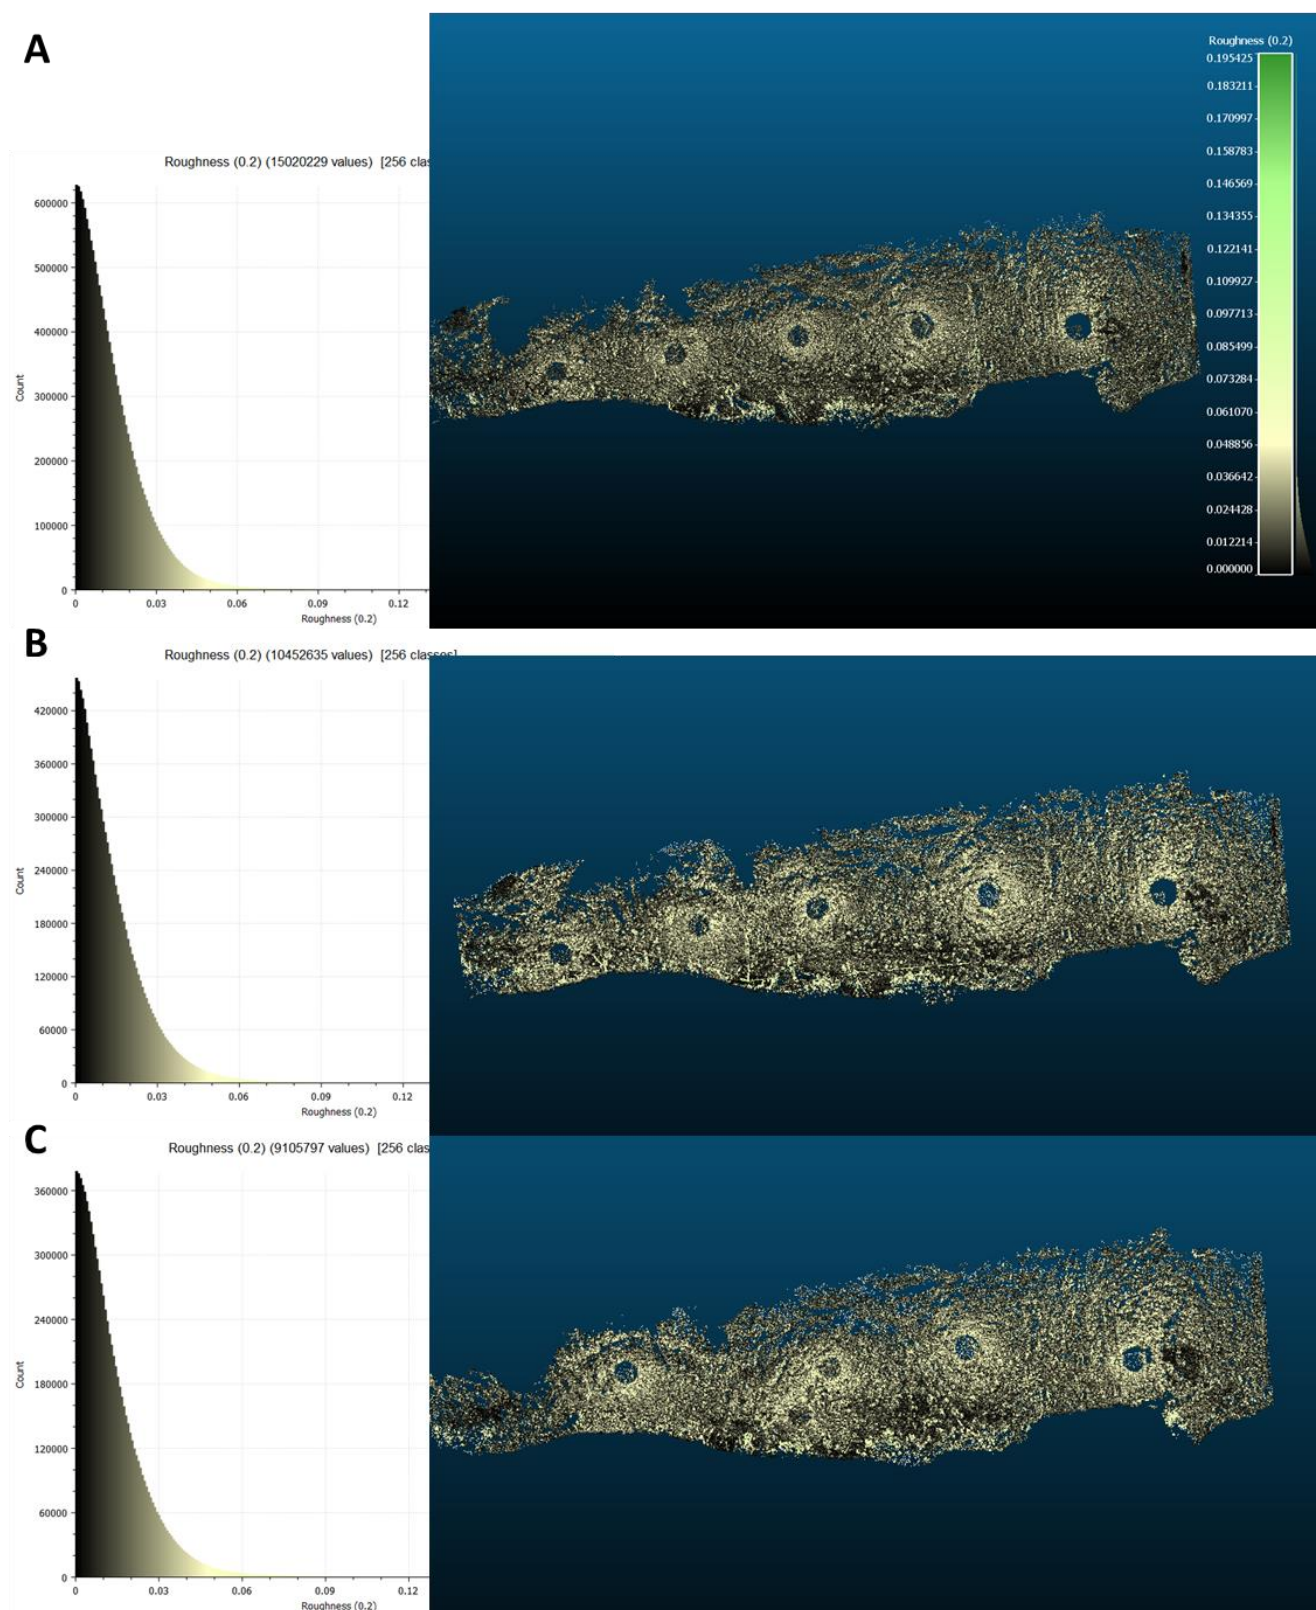 A
Roughness (0.2) (15020229 values) [256 clas
600000
500000
400000
300000
200000
100000
0
Count
0 0.03 0.06 0.09 0.12
Roughness (0.2)
Roughness (0.2)
0.195425
0.183211
0.170997
0.158783
0.146569
0.134355
0.122141
0.109927
0.097713
0.085499
0.073284
0.061070
0.048856
0.036642
0.024428
0.012214
0.000000
B
Roughness (0.2) (10452635 values) [256 classes]
420000
360000
300000
240000
180000
120000
60000
0
Count
0 0.03 0.06 0.09 0.12
Roughness (0.2)
C
Roughness (0.2) (9105797 values) [256 clas
360000
300000
240000
180000
120000
60000
0
Count
0 0.03 0.06 0.09 0.12
Roughness (0.2)